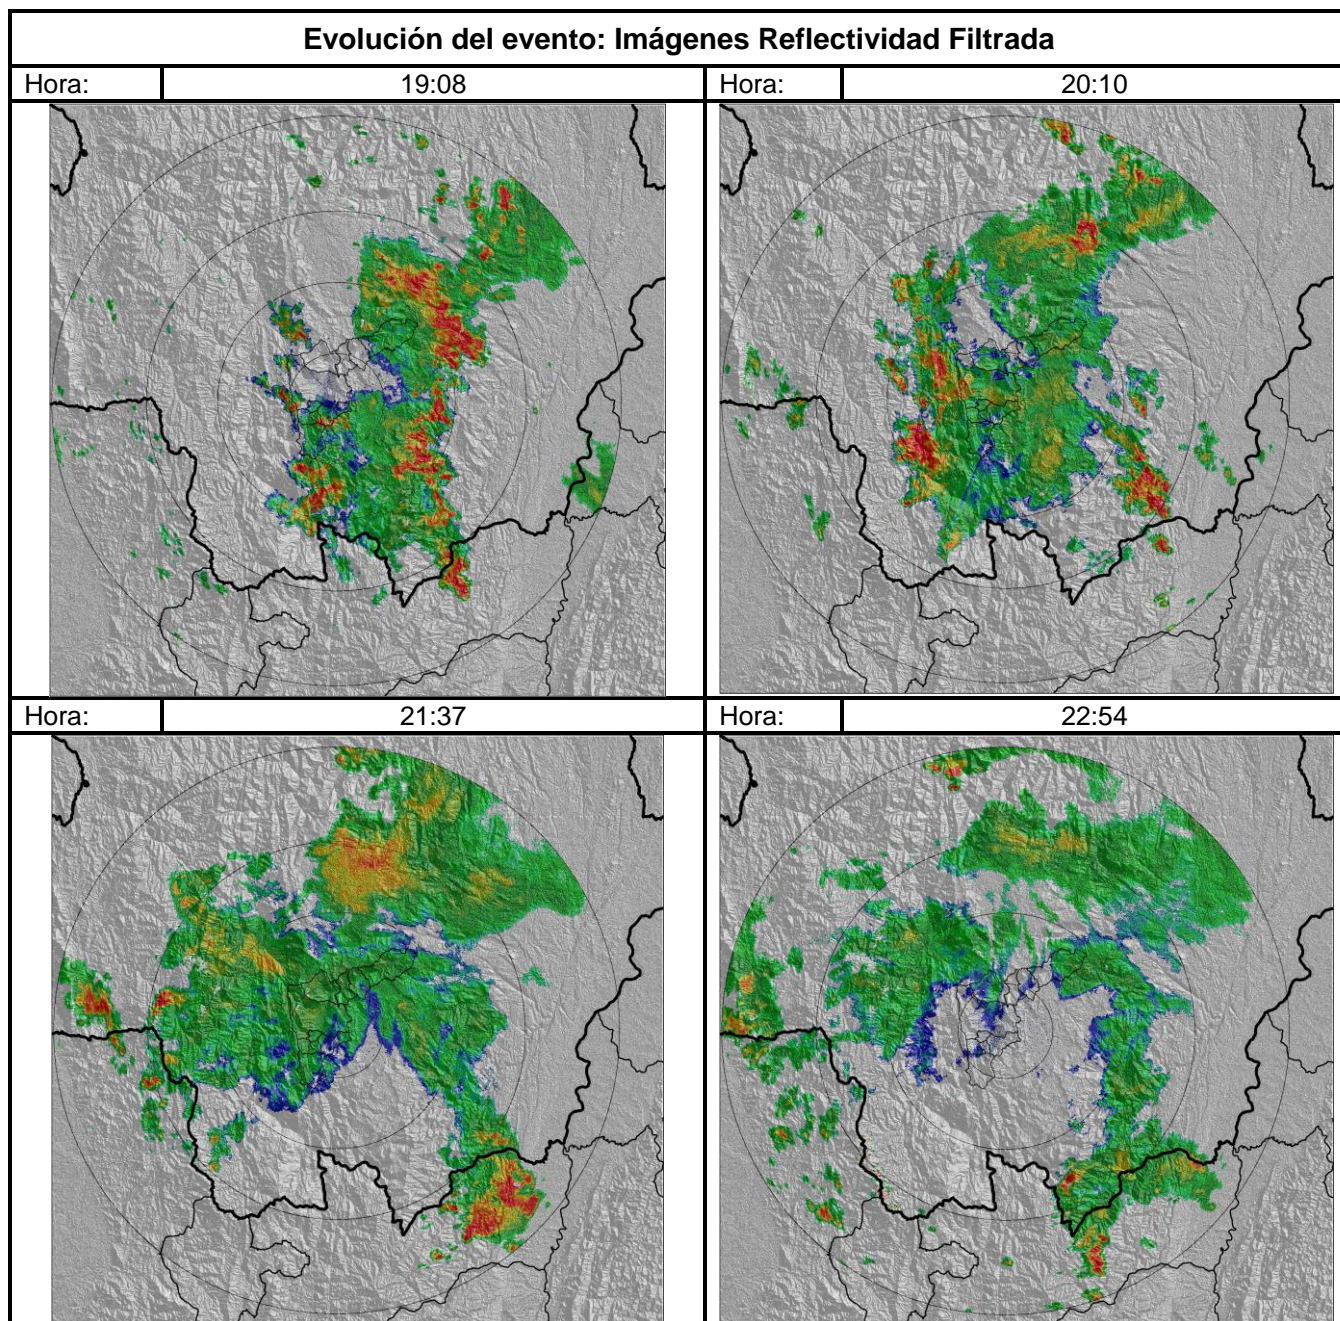 Evolución del evento: Imágenes Reflectividad Filtrada
Hora: 19:08 Hora: 20:10
Hora: 21:37 Hora: 22:54